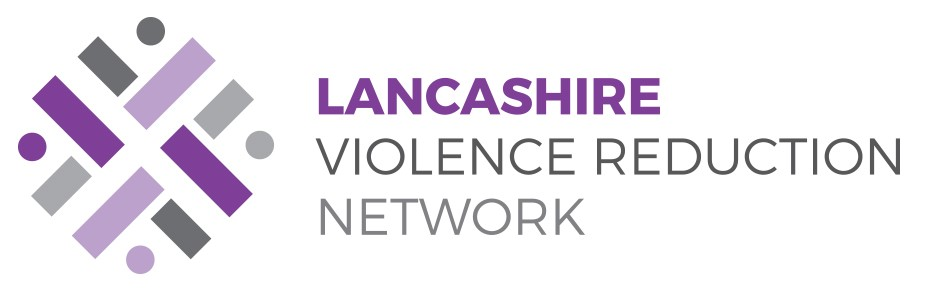 LANCASHIRE
VIOLENCE REDUCTION
NETWORK